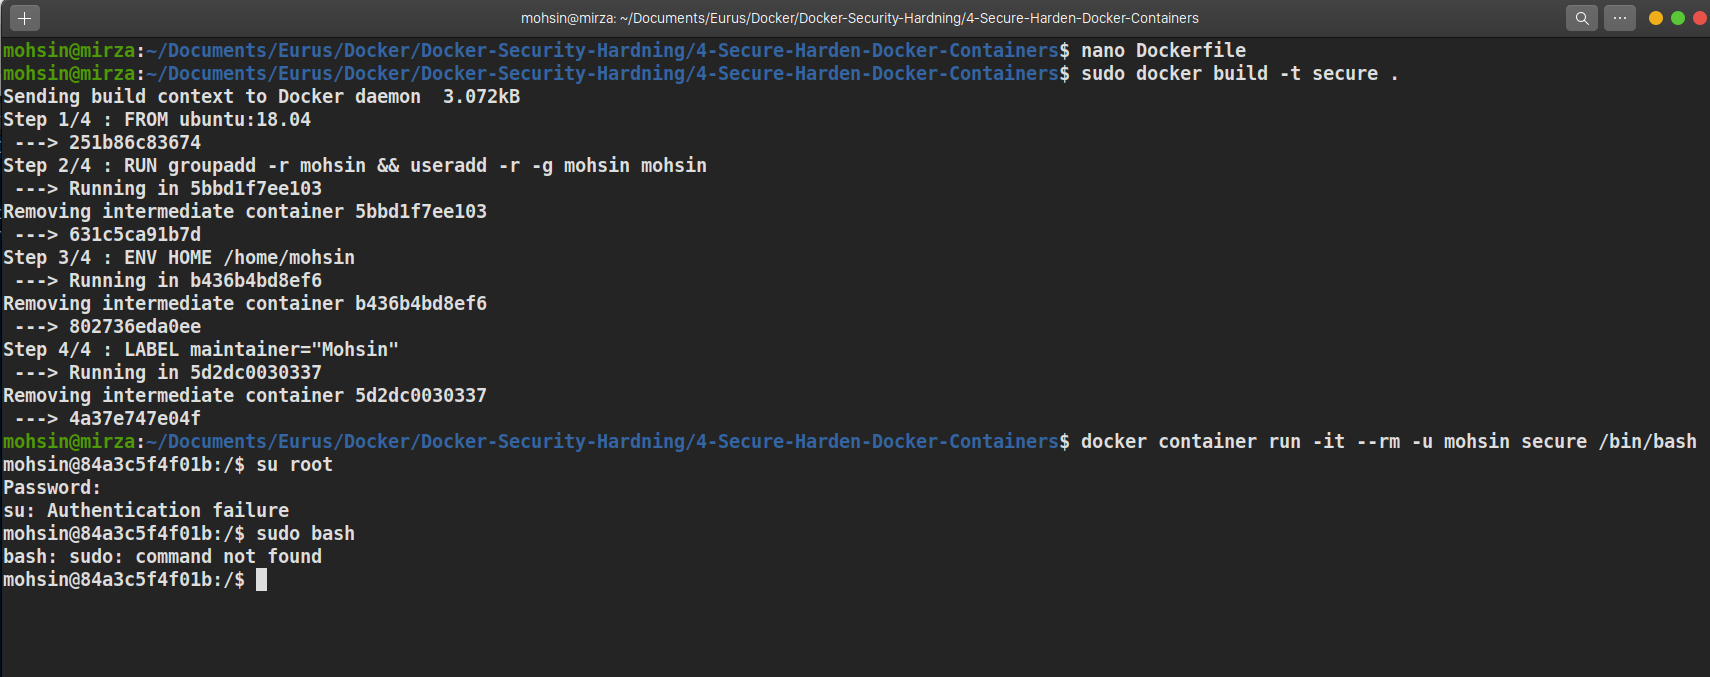 mohsin@mirza: ~/Documents/Eurus/Docker/Docker-Security-Hardning/4-Secure-Harden-Docker-Containers
mohsin@mirza:~/Documents/Eurus/Docker/Docker-Security-Hardning/4-Secure-Harden-Docker-Containers$ nano Dockerfile
mohsin@mirza:~/Documents/Eurus/Docker/Docker-Security-Hardning/4-Secure-Harden-Docker-Containers$ sudo docker build -t secure .
Sending build context to Docker daemon  3.072kB
Step 1/4 : FROM ubuntu:18.04
 ---> 251b86c83674
Step 2/4 : RUN groupadd -r mohsin && useradd -r -g mohsin mohsin
 ---> Running in 5bbd1f7ee103
Removing intermediate container 5bbd1f7ee103
 ---> 631c5ca91b7d
Step 3/4 : ENV HOME /home/mohsin
 ---> Running in b436b4bd8ef6
Removing intermediate container b436b4bd8ef6
 ---> 802736eda0ee
Step 4/4 : LABEL maintainer="Mohsin"
 ---> Running in 5d2dc0030337
Removing intermediate container 5d2dc0030337
 ---> 4a37e747e04f
mohsin@mirza:~/Documents/Eurus/Docker/Docker-Security-Hardning/4-Secure-Harden-Docker-Containers$ docker container run -it --rm -u mohsin secure /bin/bash
mohsin@84a3c5f4f01b:/$ su root
Password:
su: Authentication failure
mohsin@84a3c5f4f01b:/$ sudo bash
bash: sudo: command not found
mohsin@84a3c5f4f01b:/$